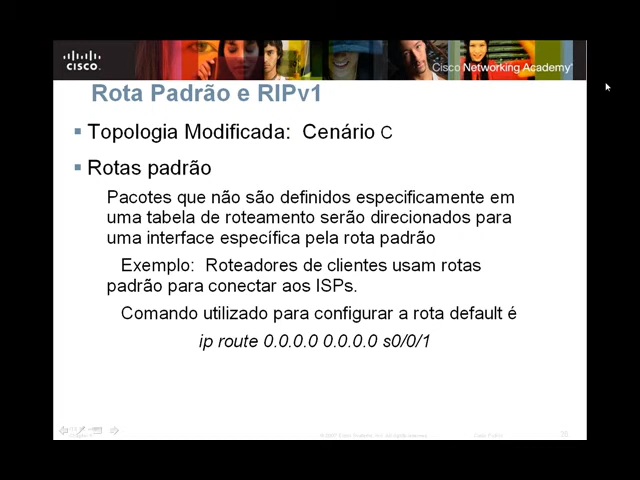 CISCO.
Cisco Networking Academy
Rota Padrão e RIPv1
Topologia Modificada: Cenário C
Rotas padrão
Pacotes que não são definidos especificamente em
uma tabela de roteamento serão direcionados para
uma interface específica pela rota padrão
Exemplo: Roteadores de clientes usam rotas
padrão para conectar aos ISPs.
Comando utilizado para configurar a rota default é
ip route 0.0.0.0 0.0.0.0 s0/0/1